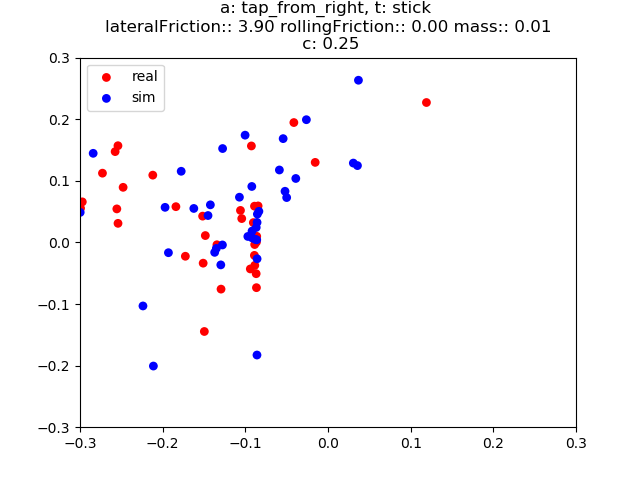 a: tap_from_right, t: stick
lateralFriction:: 3.90 rollingFriction:: 0.00 mass:: 0.01
c: 0.25
real
sim
0.3
0.2
0.1
0.0
−0.1
−0.2
−0.3
−0.3 −0.2 −0.1 0.0 0.1 0.2 0.3